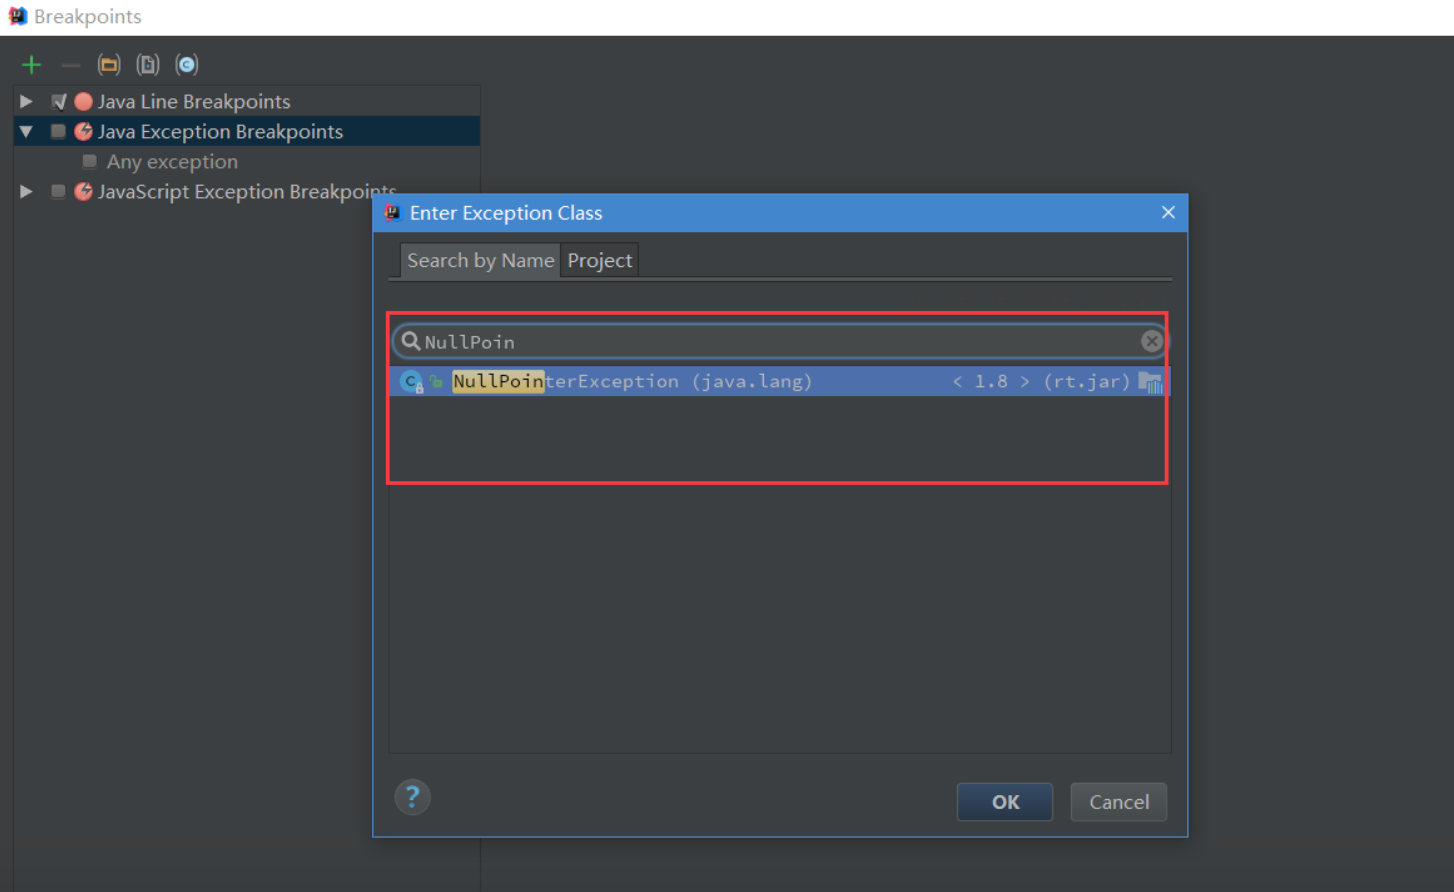 Breakpoints
Java Line Breakpoints
Java Exception Breakpoints
Any exception
JavaScript Exception Breakpoints
Enter Exception Class
Search by Name Project
NullPoin
NullPointerException (java.lang) < 1.8 > (rt.jar)
? OK Cancel